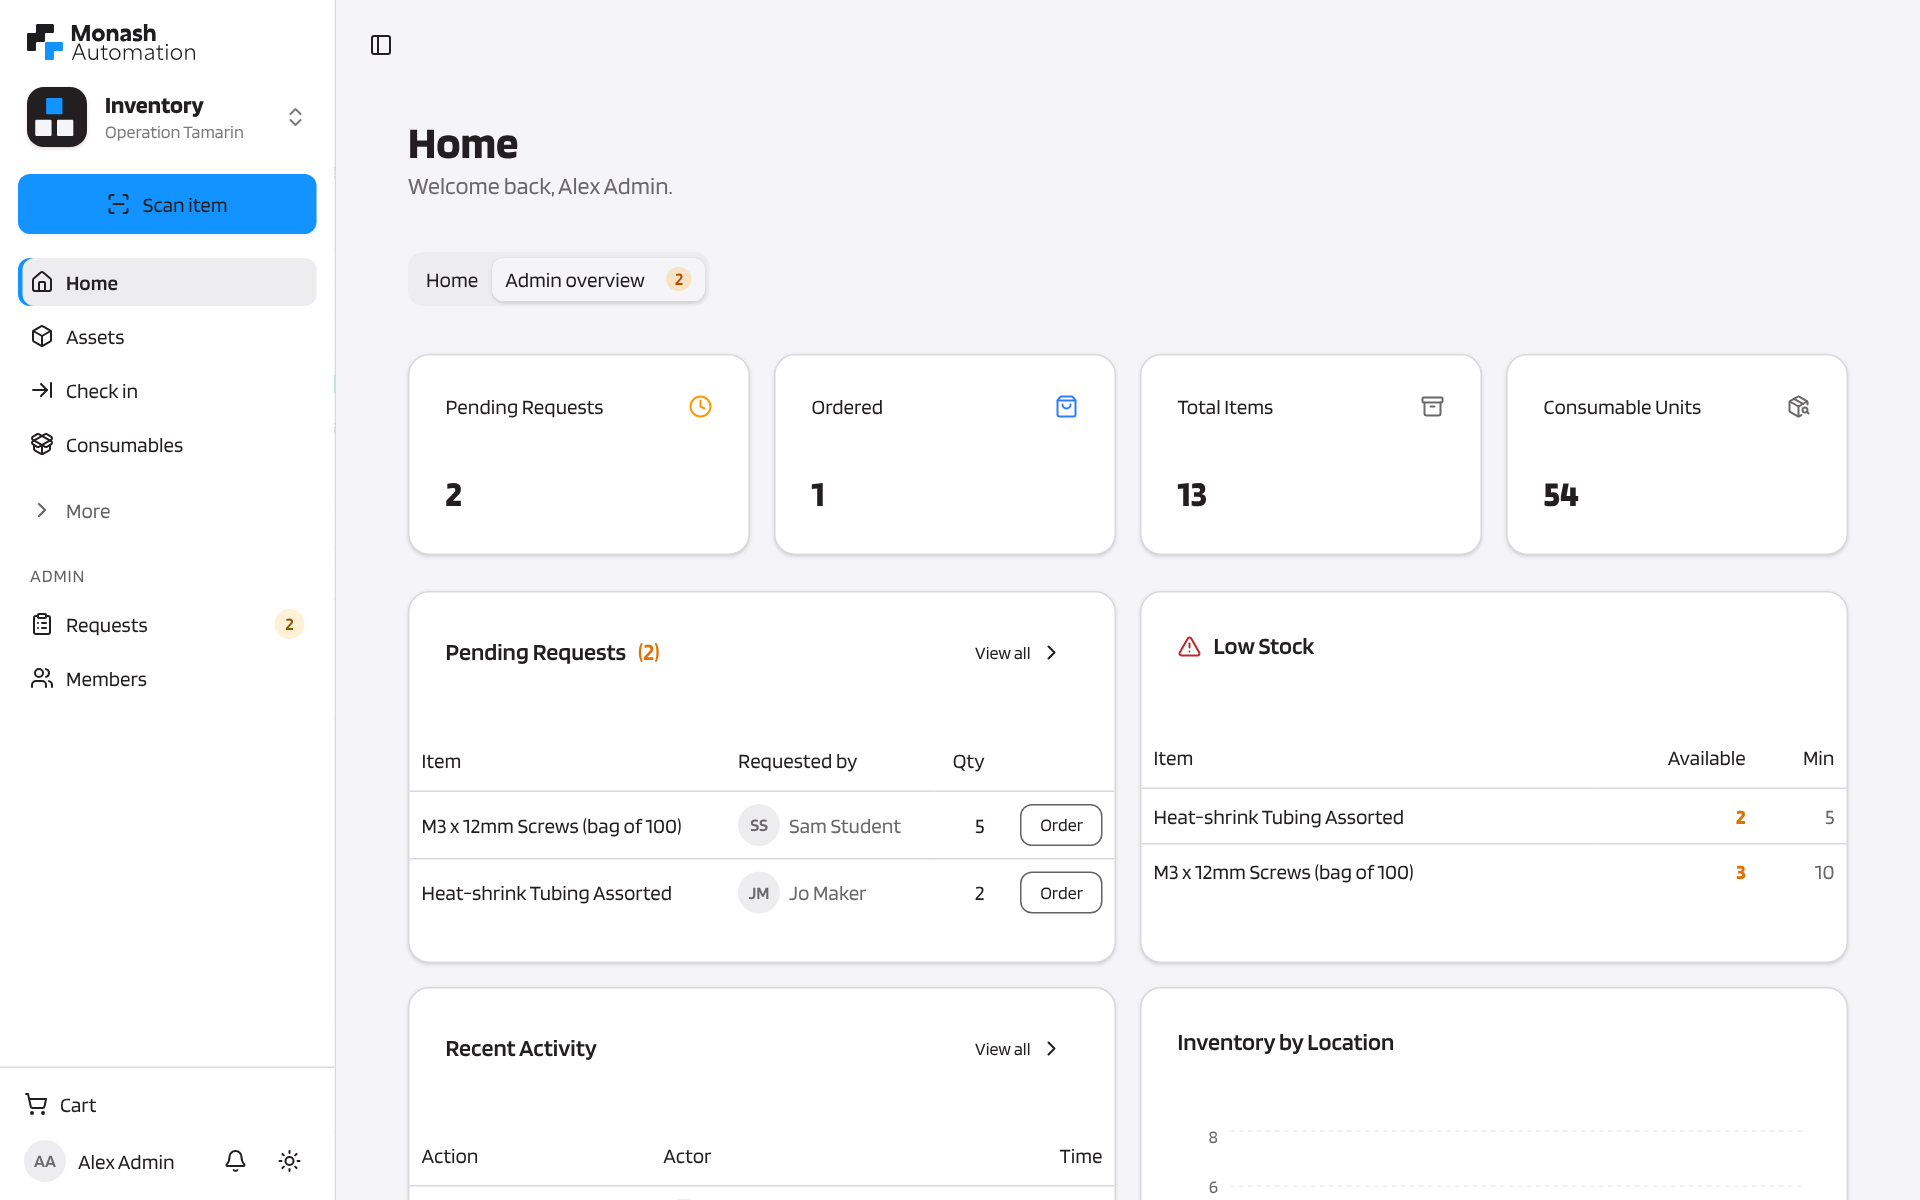 Monash
Automation
Inventory
Operation Tamarin
Scan item
Home
Assets
Check in
Consumables
More
ADMIN
Requests 2
Members
Cart
AA Alex Admin
Home
Welcome back, Alex Admin.
Home Admin overview 2
Pending Requests
2
Ordered
1
Total Items
13
Consumable Units
54
Pending Requests (2) View all
Item Requested by Qty
M3 x 12mm Screws (bag of 100) SS Sam Student 5 Order
Heat-shrink Tubing Assorted JM Jo Maker 2 Order
Low Stock
Item Available Min
Heat-shrink Tubing Assorted 2 5
M3 x 12mm Screws (bag of 100) 3 10
Recent Activity View all
Action Actor Time
Inventory by Location
8
6